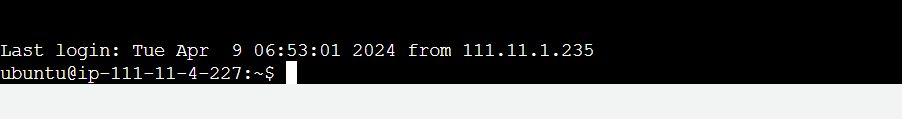 Last login: Tue Apr  9 06:53:01 2024 from 111.11.1.235
ubuntu@ip-111-11-4-227:~$